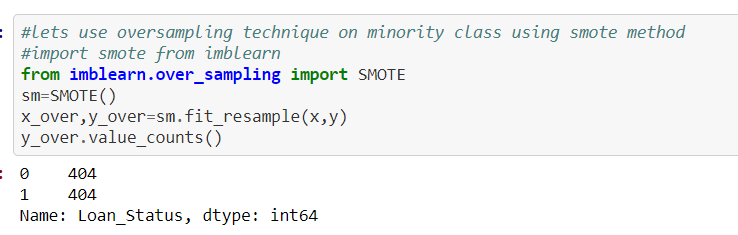 #lets use oversampling technique on minority class using smote method
#import smote from imblearn
from imblearn.over_sampling import SMOTE
sm=SMOTE()
x_over,y_over=sm.fit_resample(x,y)
y_over.value_counts()
0    404
1    404
Name: Loan_Status, dtype: int64